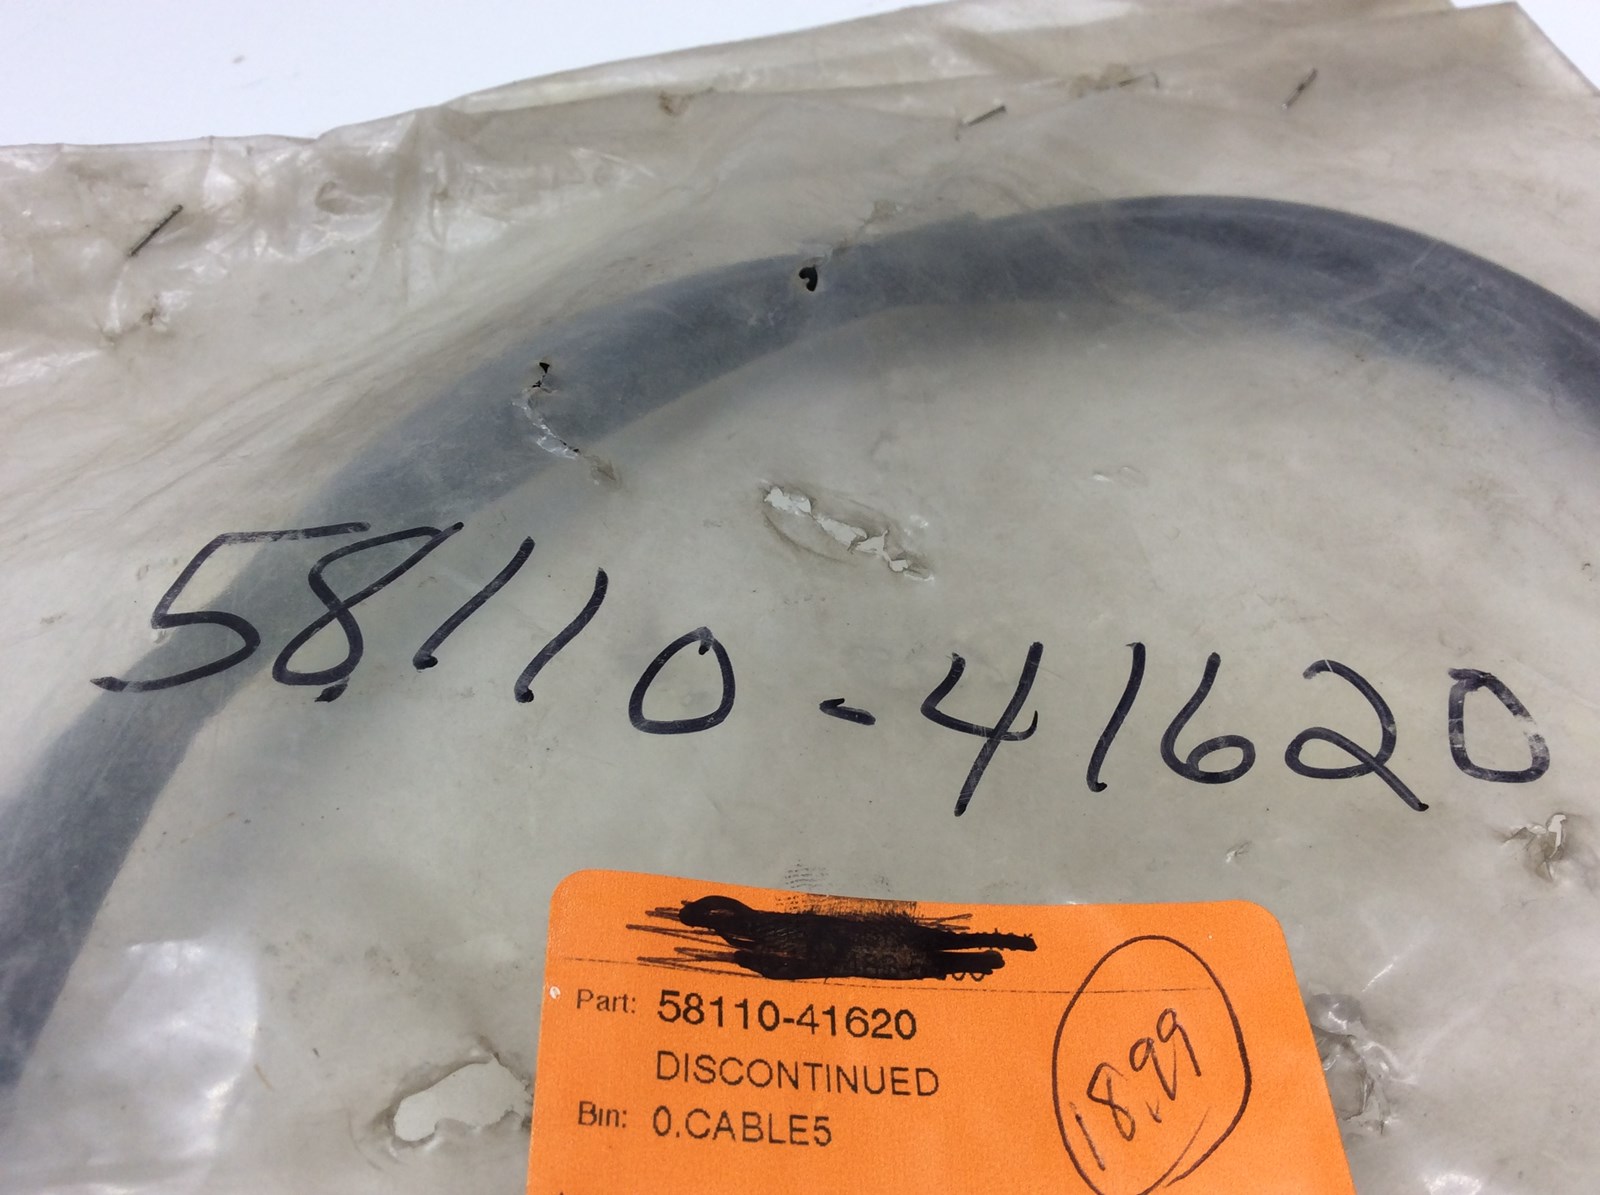 58110-41620
Part: 58110-41620
DISCONTINUED
Bin: 0.CABLE5
18.99